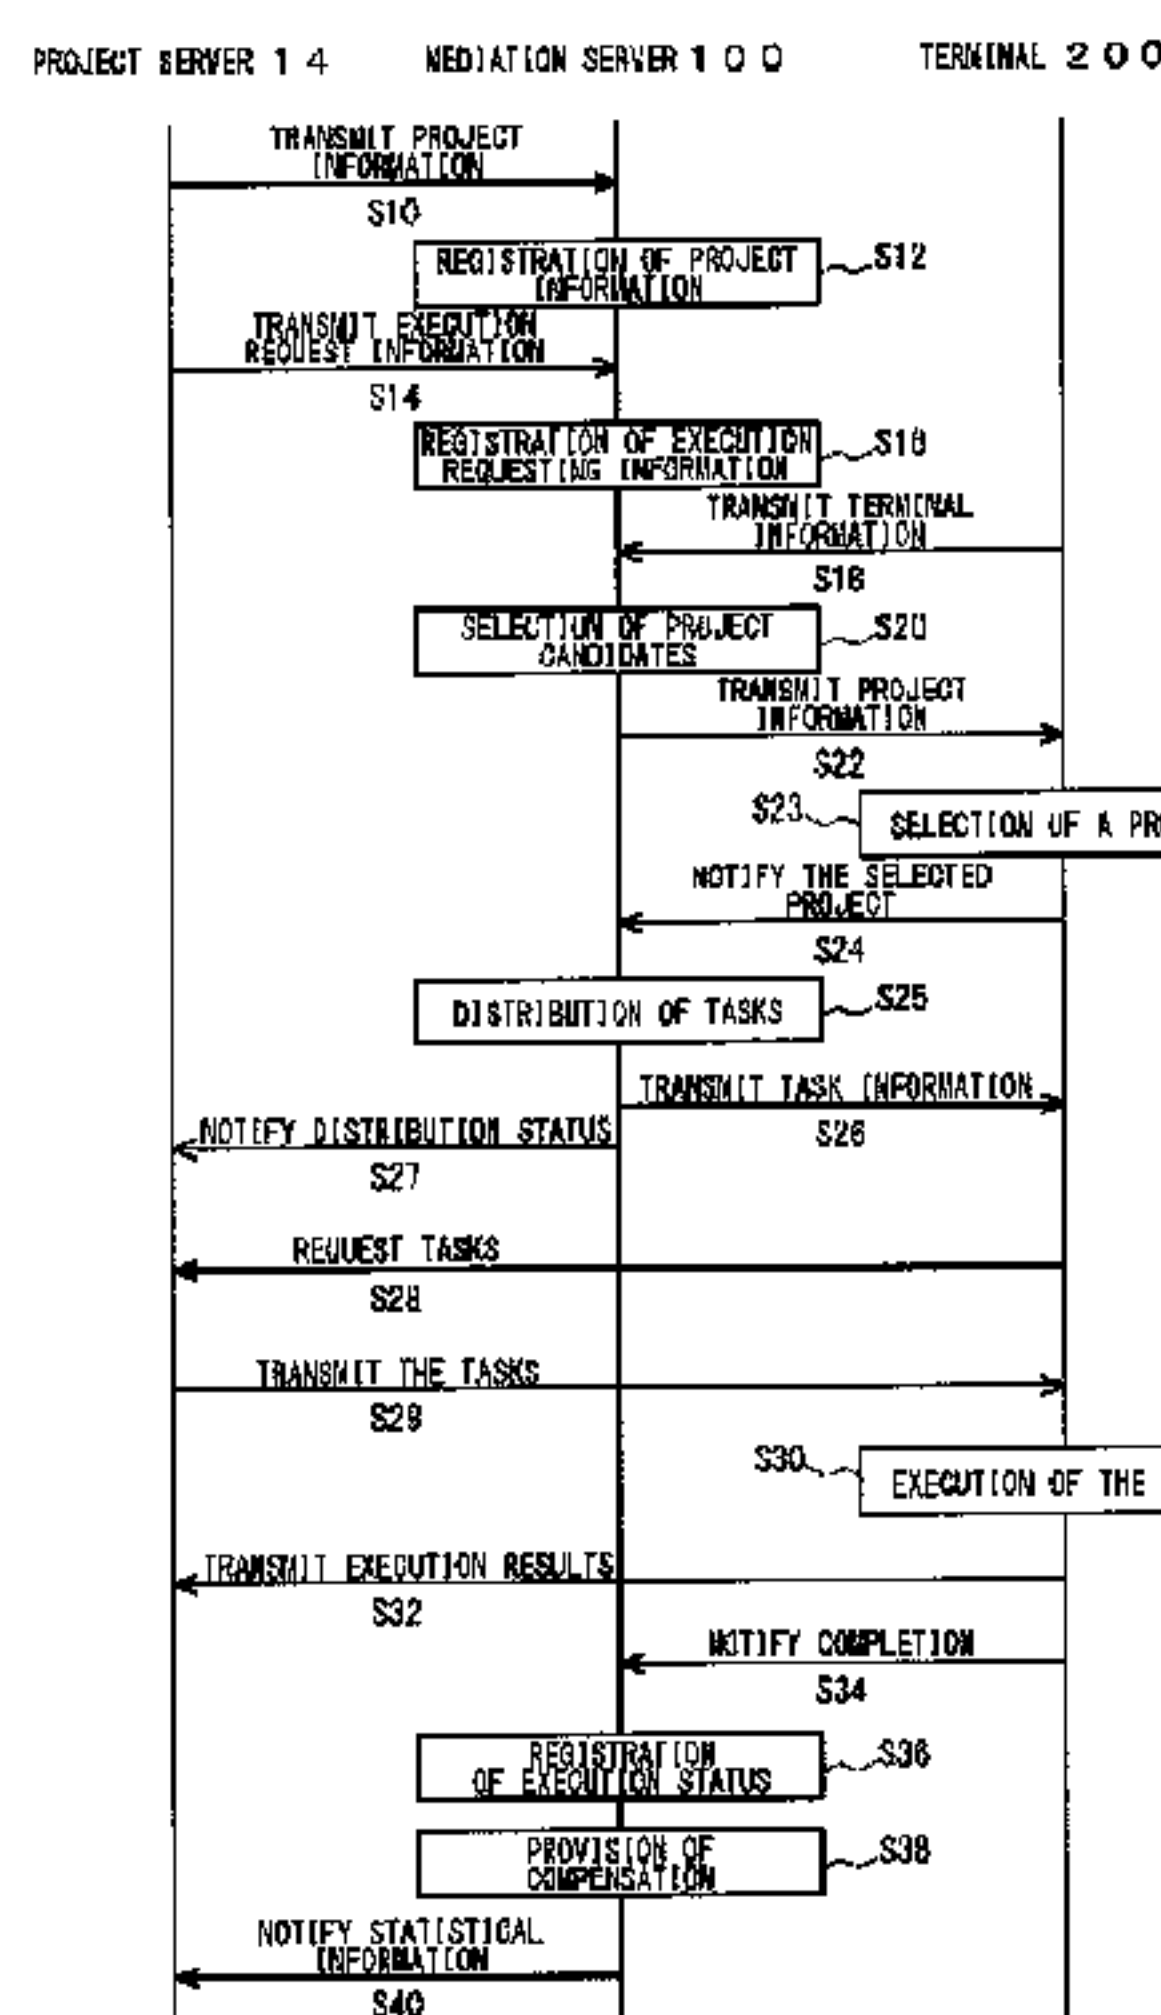 PROJECT SERVER 14 MEDIATION SERVER 100 TERMINAL 200
TRANSMIT PROJECT
INFORMATION
S10
REGISTRATION OF PROJECT
INFORMATION
S12
TRANSMIT EXECUTION
REQUEST INFORMATION
S14
REGISTRATION OF EXECUTION
REQUESTING INFORMATION
S16
TRANSMIT TERMINAL
INFORMATION
S18
SELECTION OF PROJECT
CANDIDATES
S20
TRANSMIT PROJECT
INFORMATION
S22
S23
SELECTION OF A PR
NOTIFY THE SELECTED
PROJECT
S24
DISTRIBUTION OF TASKS
S25
TRANSMIT TASK INFORMATION
S26
NOTIFY DISTRIBUTION STATUS
S27
REQUEST TASKS
S28
TRANSMIT THE TASKS
S29
S30
EXECUTION OF THE
TRANSMIT EXECUTION RESULTS
S32
NOTIFY COMPLETION
S34
REGISTRATION
OF EXECUTION STATUS
S36
PROVISION OF
COMPENSATION
S38
NOTIFY STATISTICAL
INFORMATION
S40